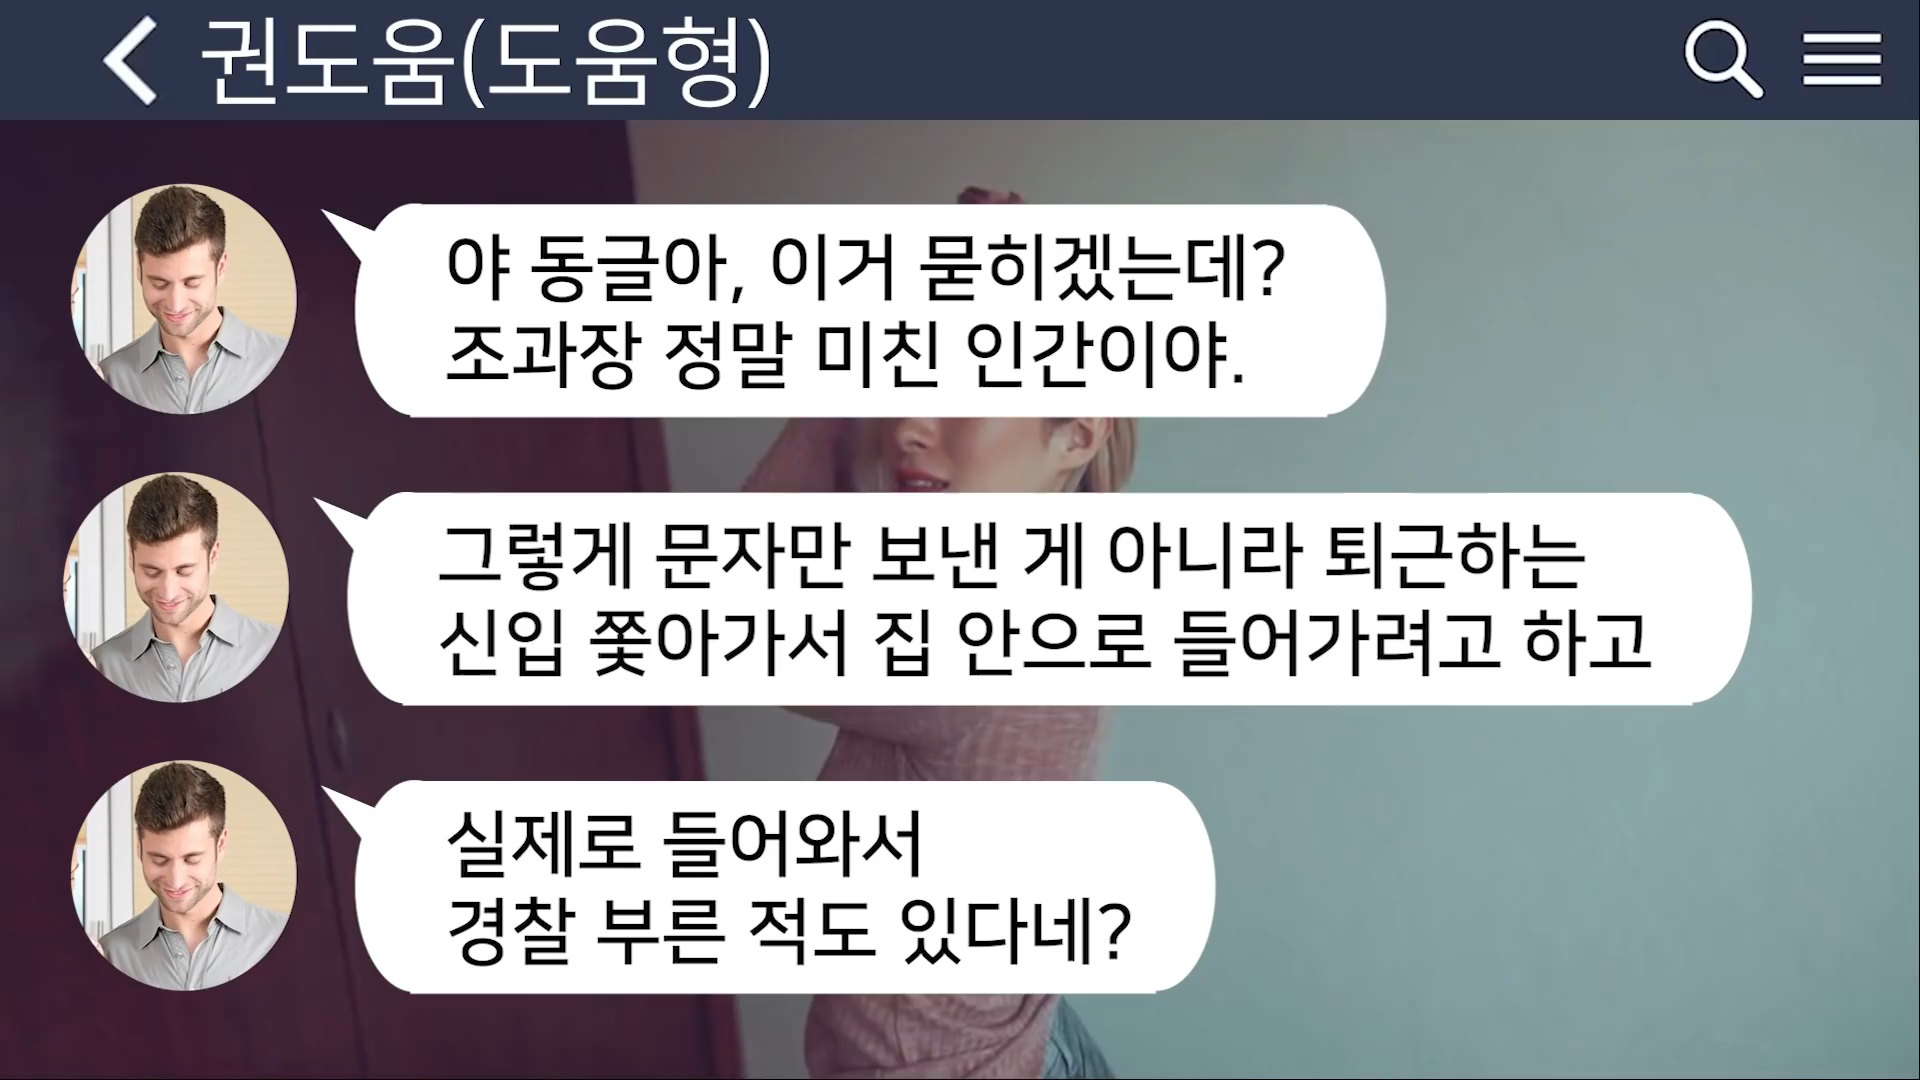 권도움(도움형)
야 동글아, 이거 묻히겠는데?
조과장 정말 미친 인간이야.
그렇게 문자만 보낸 게 아니라 퇴근하는
신입 쫓아가서 집 안으로 들어가려고 하고
실제로 들어와서
경찰 부른 적도 있다네?